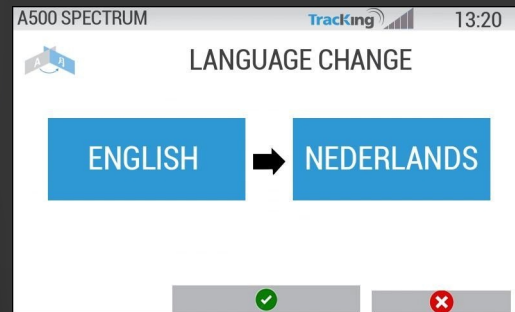 A500 SPECTRUM TracKing 13:20
LANGUAGE CHANGE
ENGLISH NEDERLANDS